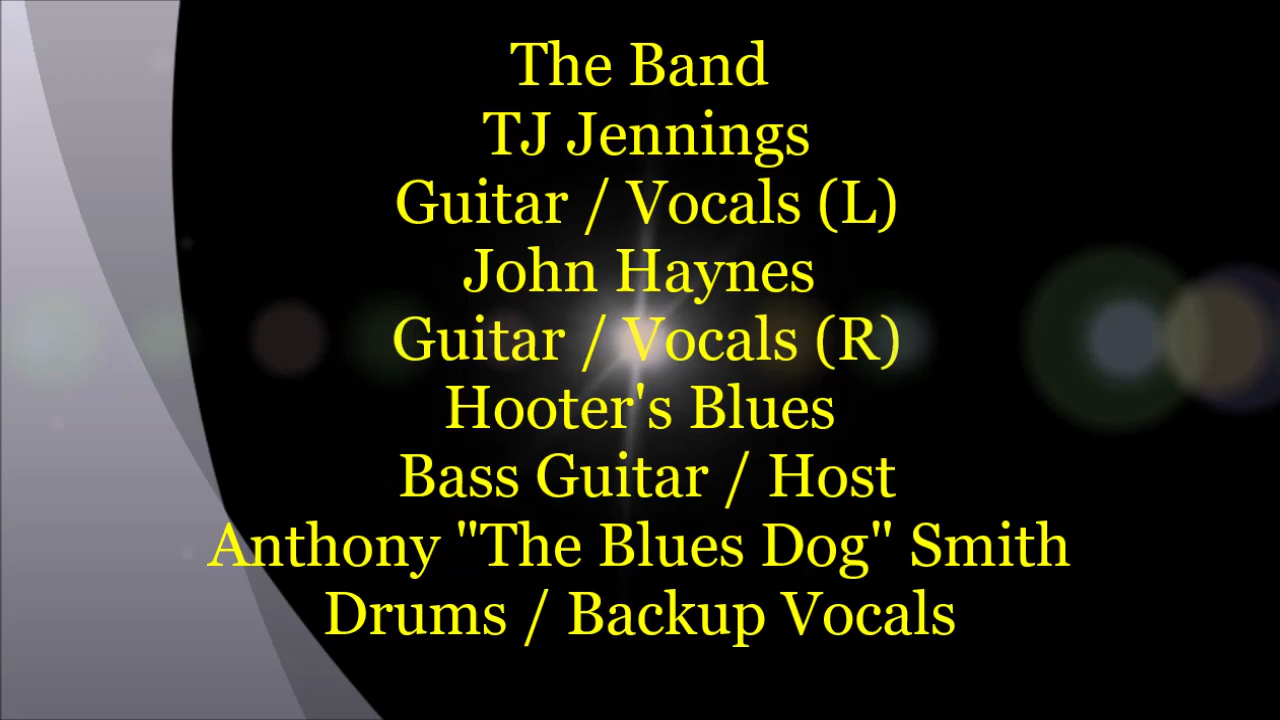 The Band
TJ Jennings
Guitar / Vocals (L)
John Haynes
Guitar / Vocals (R)
Hooter's Blues
Bass Guitar / Host
Anthony "The Blues Dog" Smith
Drums / Backup Vocals